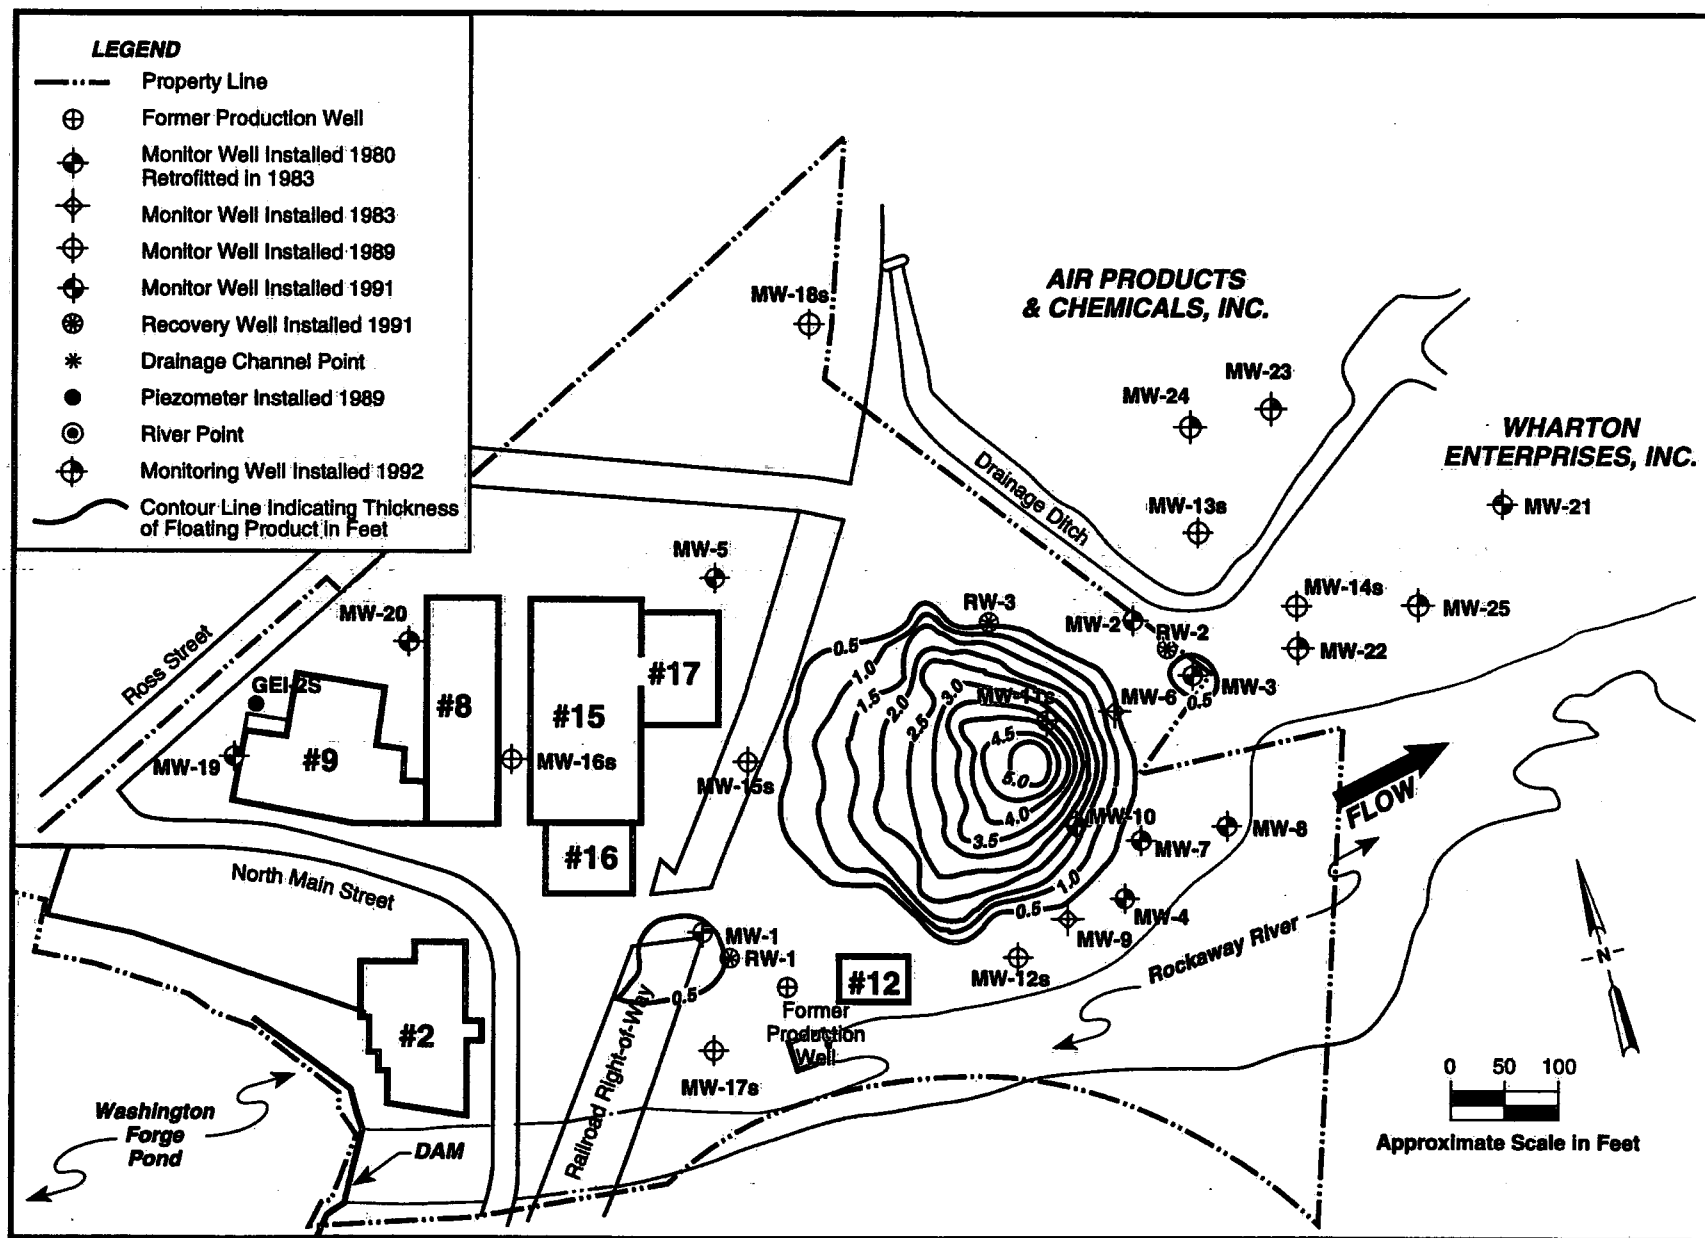 LEGEND
Property Line
Former Production Well
Monitor Well Installed 1980
Retrofitted in 1983
Monitor Well Installed 1983
Monitor Well Installed 1989
Monitor Well Installed 1991
Recovery Well Installed 1991
Drainage Channel Point
Piezometer Installed 1989
River Point
Monitoring Well Installed 1992
Contour Line Indicating Thickness
of Floating Product in Feet
MW-18s
AIR PRODUCTS
& CHEMICALS, INC.
MW-23
MW-24
WHARTON
ENTERPRISES, INC.
Drainage Ditch
MW-13s
MW-21
MW-5
MW-20
RW-3
MW-2
RW-2
MW-14s
MW-25
MW-22
Ross Street
GEI-2S
#17
#8
#15
#9
MW-19
MW-16s
MW-15s
0.5
1.0
1.5
2.0
2.5
3.0
MW-11s
4.5
5.0
4.0
3.5
MW-6
MW-3
0.5
MW-10
MW-7
MW-8
FLOW
#16
North Main Street
1.0
0.5
MW-4
MW-9
MW-12s
Rockaway River
MW-1
RW-1
0.5
#12
Former
Production
Well
#2
MW-17s
Railroad Right-of-Way
Washington
Forge
Pond
DAM
N
0 50 100
Approximate Scale in Feet